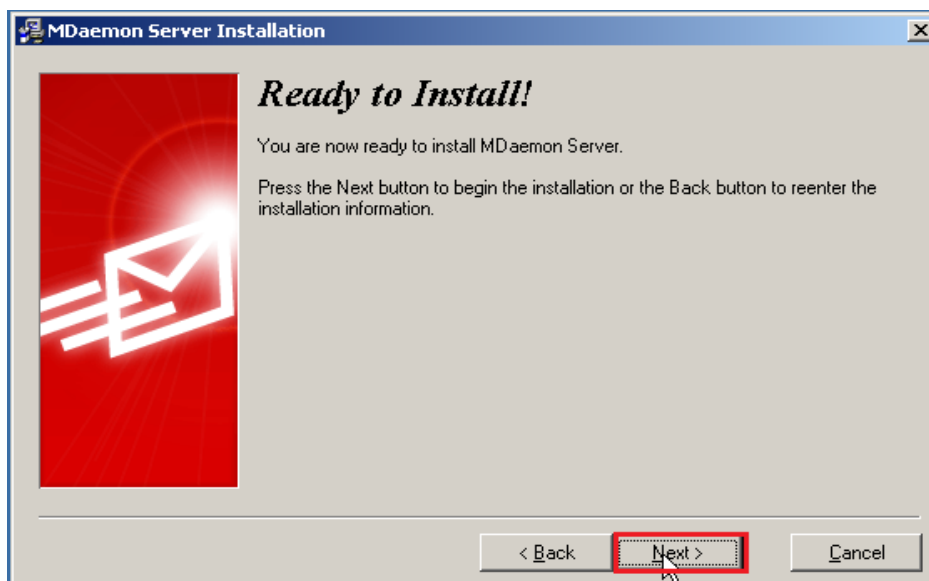 MDaemon Server Installation
Ready to Install!
You are now ready to install MDaemon Server.
Press the Next button to begin the installation or the Back button to reenter the
installation information.
< Back
Next >
Cancel